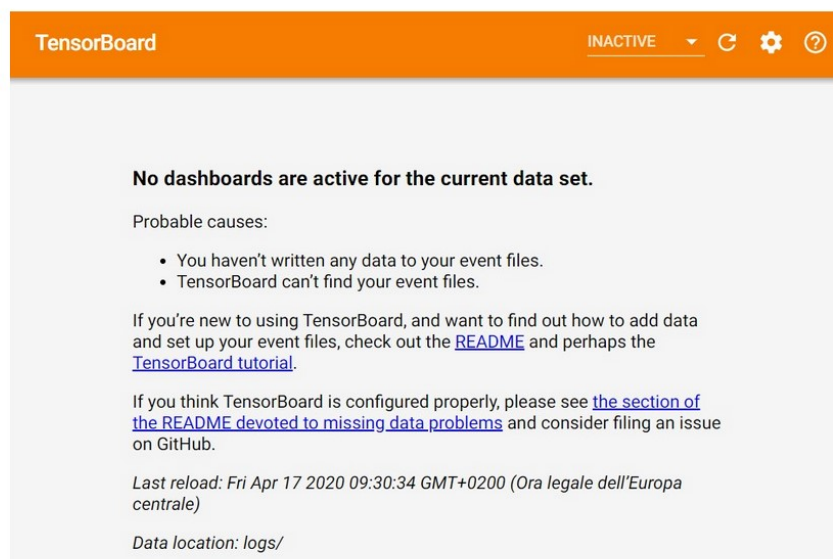 TensorBoard
INACTIVE
No dashboards are active for the current data set.
Probable causes:
• You haven’t written any data to your event files.
• TensorBoard can’t find your event files.
If you’re new to using TensorBoard, and want to find out how to add data
and set up your event files, check out the README and perhaps the
TensorBoard tutorial.
If you think TensorBoard is configured properly, please see the section of
the README devoted to missing data problems and consider filing an issue
on GitHub.
Last reload: Fri Apr 17 2020 09:30:34 GMT+0200 (Ora legale dell’Europa
centrale)
Data location: logs/